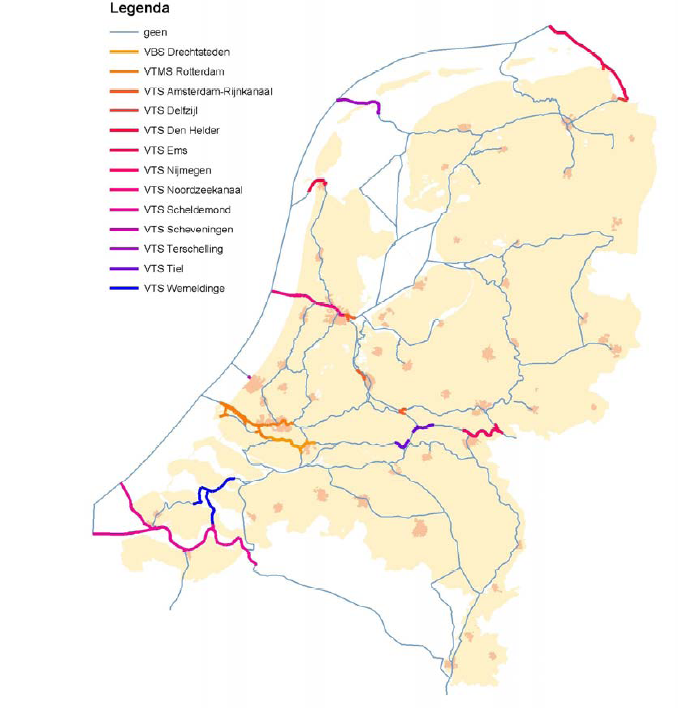 Legenda
geen
VBS Drechtsteden
VTMS Rotterdam
VTS Amsterdam-Rijnkanaal
VTS Delfzijl
VTS Den Helder
VTS Ems
VTS Nijmegen
VTS Noordzeekanaal
VTS Scheldemond
VTS Scheveningen
VTS Terschelling
VTS Tiel
VTS Wemeldinge